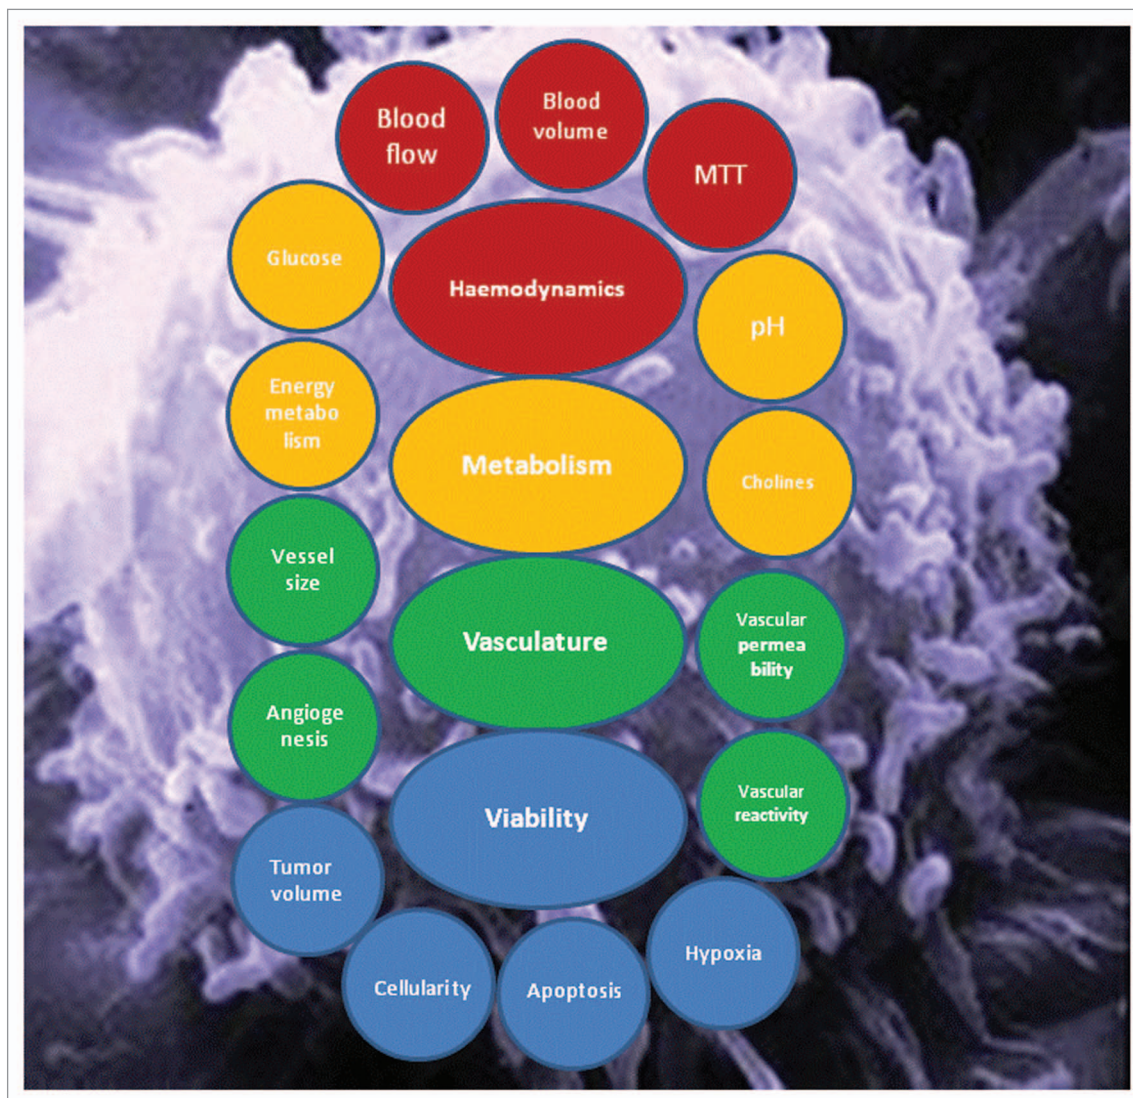 Blood
flow
Blood
volume
MTT
Glucose
Haemodynamics
pH
Energy
metabo
lism
Metabolism
Cholines
Vessel
size
Vasculature
Vascular
permea
bility
Angioge
nesis
Viability
Vascular
reactivity
Tumor
volume
Cellularity
Apoptosis
Hypoxia